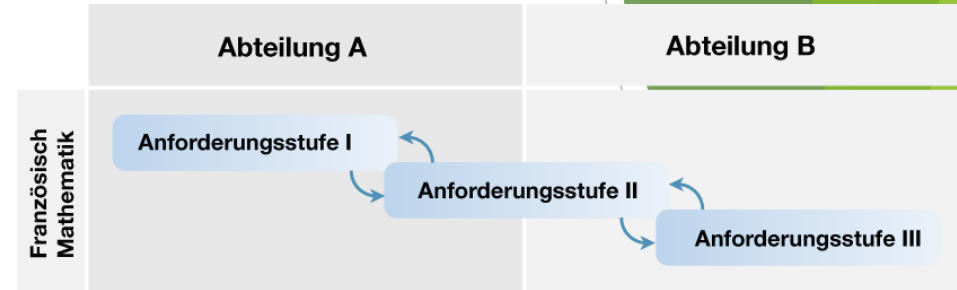 Abteilung A
Abteilung B
Französisch
Mathematik
Anforderungsstufe I
Anforderungsstufe II
Anforderungsstufe III